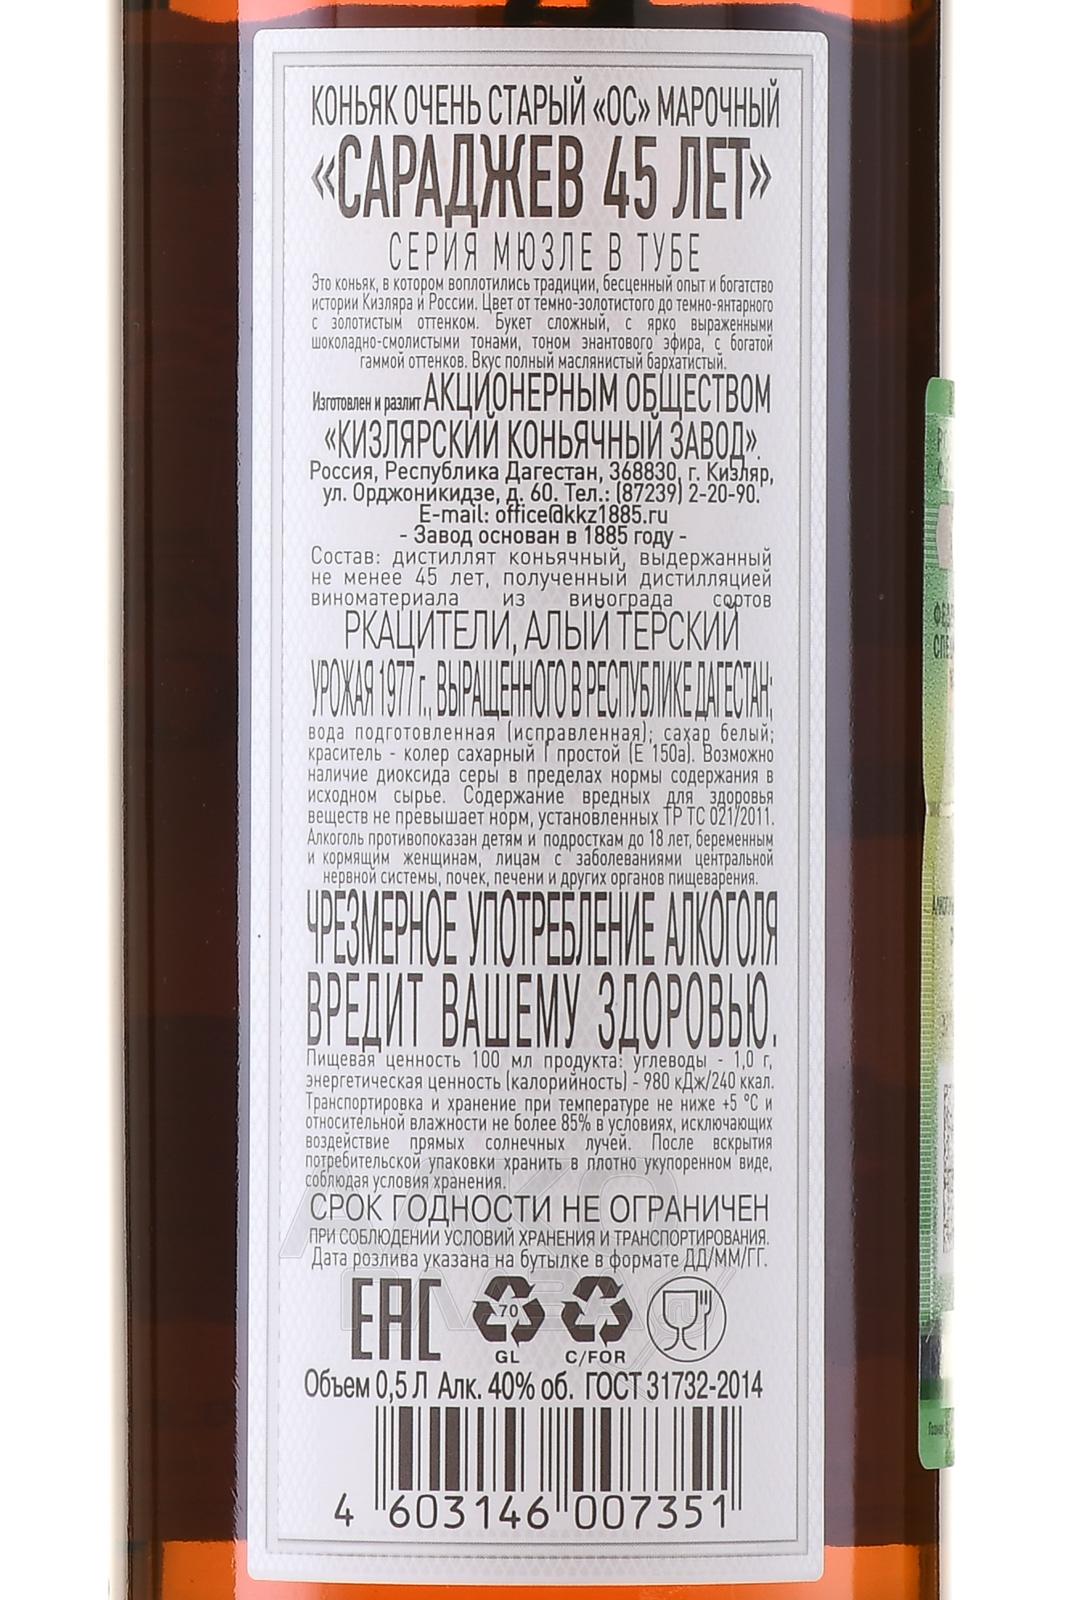 КОНЬЯК ОЧЕНЬ СТАРЫЙ «ОС» МАРОЧНЫЙ
«САРАДЖЕВ 45 ЛЕТ»
СЕРИЯ МЮЗЛЕ В ТУБЕ
Это коньяк, в котором воплотились традиции, бесценный опыт и богатство
истории Кизляра и России. Цвет от темно-золотистого до темно-янтарного
с золотистым оттенком. Букет сложный, с ярко выраженными
шоколадно-смолистыми тонами, тоном энантового эфира, с богатой
гаммой оттенков. Вкус полный маслянистый бархатистый.
Изготовлен и разлит АКЦИОНЕРНЫМ ОБЩЕСТВОМ
«КИЗЛЯРСКИЙ КОНЬЯЧНЫЙ ЗАВОД».
Россия, Республика Дагестан, 368830, г. Кизляр,
ул. Орджоникидзе, д. 60. Тел.: (87239) 2-20-90.
E-mail: office@kkz1885.ru
- Завод основан в 1885 году -
Состав: дистиллят коньячный, выдержанный
не менее 45 лет, полученный дистилляцией
виноматериала из винограда сортов
РКАЦИТЕЛИ, АЛЫЙ ТЕРСКИЙ
УРОЖАЯ 1977 г., ВЫРАЩЕННОГО В РЕСПУБЛИКЕ ДАГЕСТАН;
вода подготовленная (исправленная); сахар белый;
краситель - колер сахарный I простой (Е 150а). Возможно
наличие диоксида серы в пределах нормы содержания в
исходном сырье. Содержание вредных для здоровья
веществ не превышает норм, установленных ТР ТС 021/2011.
Алкоголь противопоказан детям и подросткам до 18 лет, беременным
и кормящим женщинам, лицам с заболеваниями центральной
нервной системы, почек, печени и других органов пищеварения.
ЧРЕЗМЕРНОЕ УПОТРЕБЛЕНИЕ АЛКОГОЛЯ
ВРЕДИТ ВАШЕМУ ЗДОРОВЬЮ.
Пищевая ценность 100 мл продукта: углеводы - 1,0 г,
энергетическая ценность (калорийность) - 980 кДж/240 ккал.
Транспортировка и хранение при температуре не ниже +5 °С и
относительной влажности не более 85% в условиях, исключающих
воздействие прямых солнечных лучей. После вскрытия
потребительской упаковки хранить в плотно укупоренном виде,
соблюдая условия хранения.
СРОК ГОДНОСТИ НЕ ОГРАНИЧЕН
ПРИ СОБЛЮДЕНИИ УСЛОВИЙ ХРАНЕНИЯ И ТРАНСПОРТИРОВАНИЯ.
Дата розлива указана на бутылке в формате ДД/ММ/ГГ.
ЕАС 70
GL C/FOR
Объем 0,5 Л Алк. 40% об. ГОСТ 31732-2014
4 603146 007351